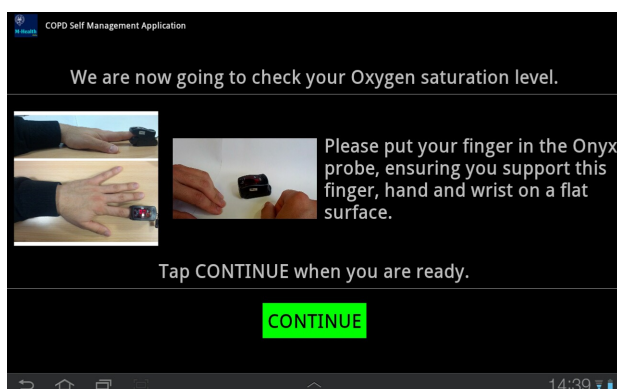 M-Health
COPD Self Management Application
We are now going to check your Oxygen saturation level.
Please put your finger in the Onyx
probe, ensuring you support this
finger, hand and wrist on a flat
surface.
Tap CONTINUE when you are ready.
CONTINUE
14:39